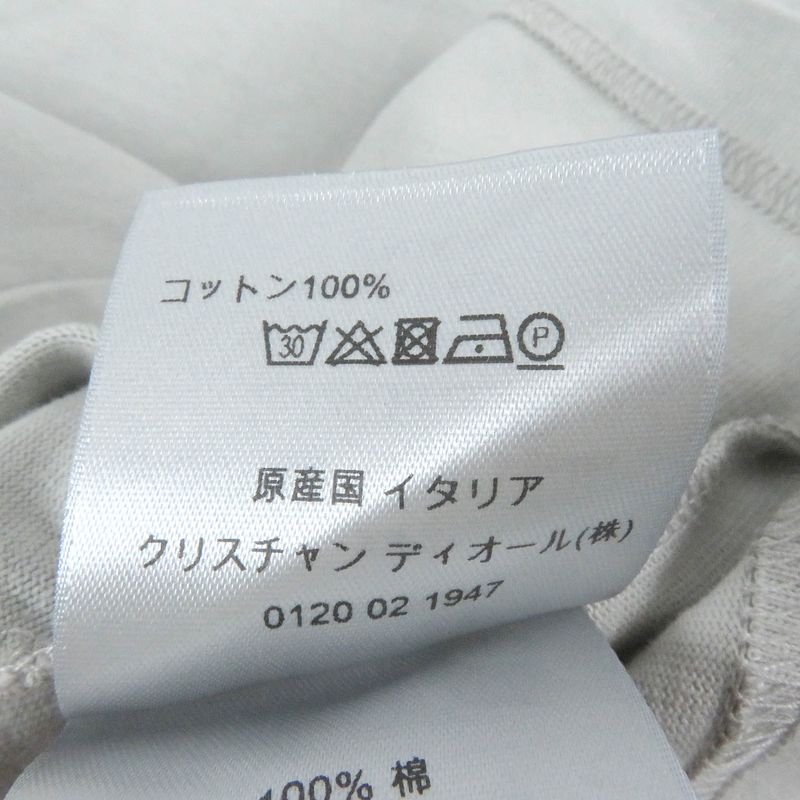 コットン100%
30 P
原産国 イタリア
クリスチャン ディオール(株)
0120 02 1947
100% 棉